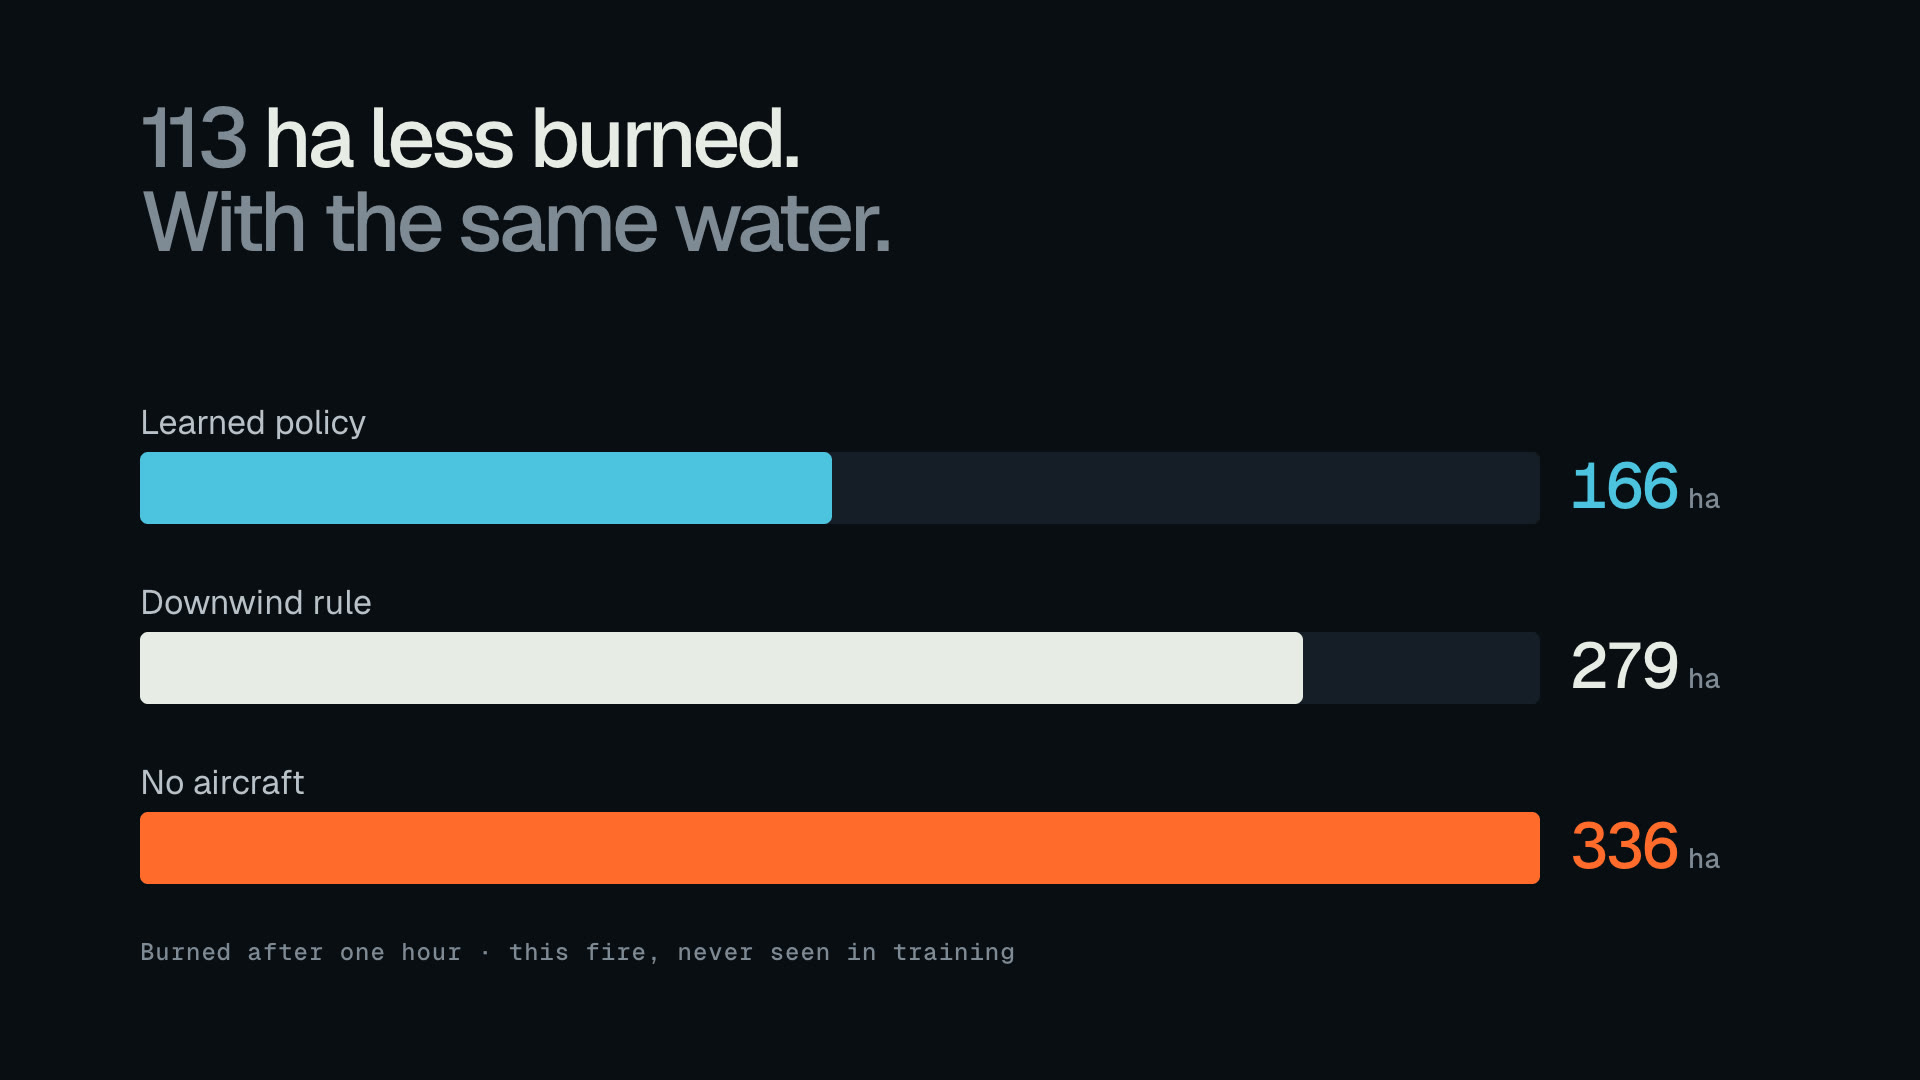 113 ha less burned.
With the same water.
Learned policy
166 ha
Downwind rule
279 ha
No aircraft
336 ha
Burned after one hour · this fire, never seen in training